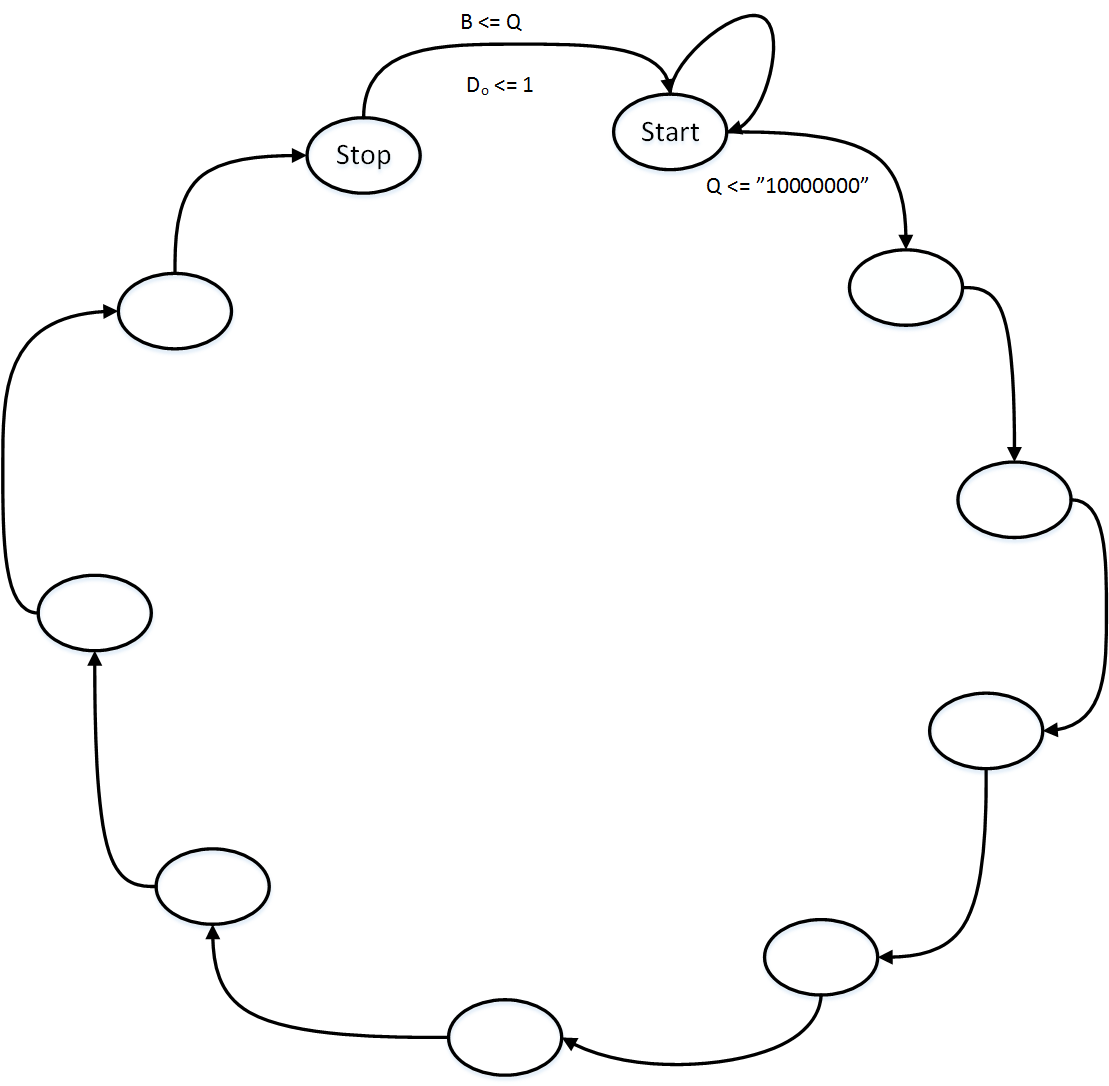 B <= Q
Dₒ <= 1
Start
Stop
Q <= ”10000000”